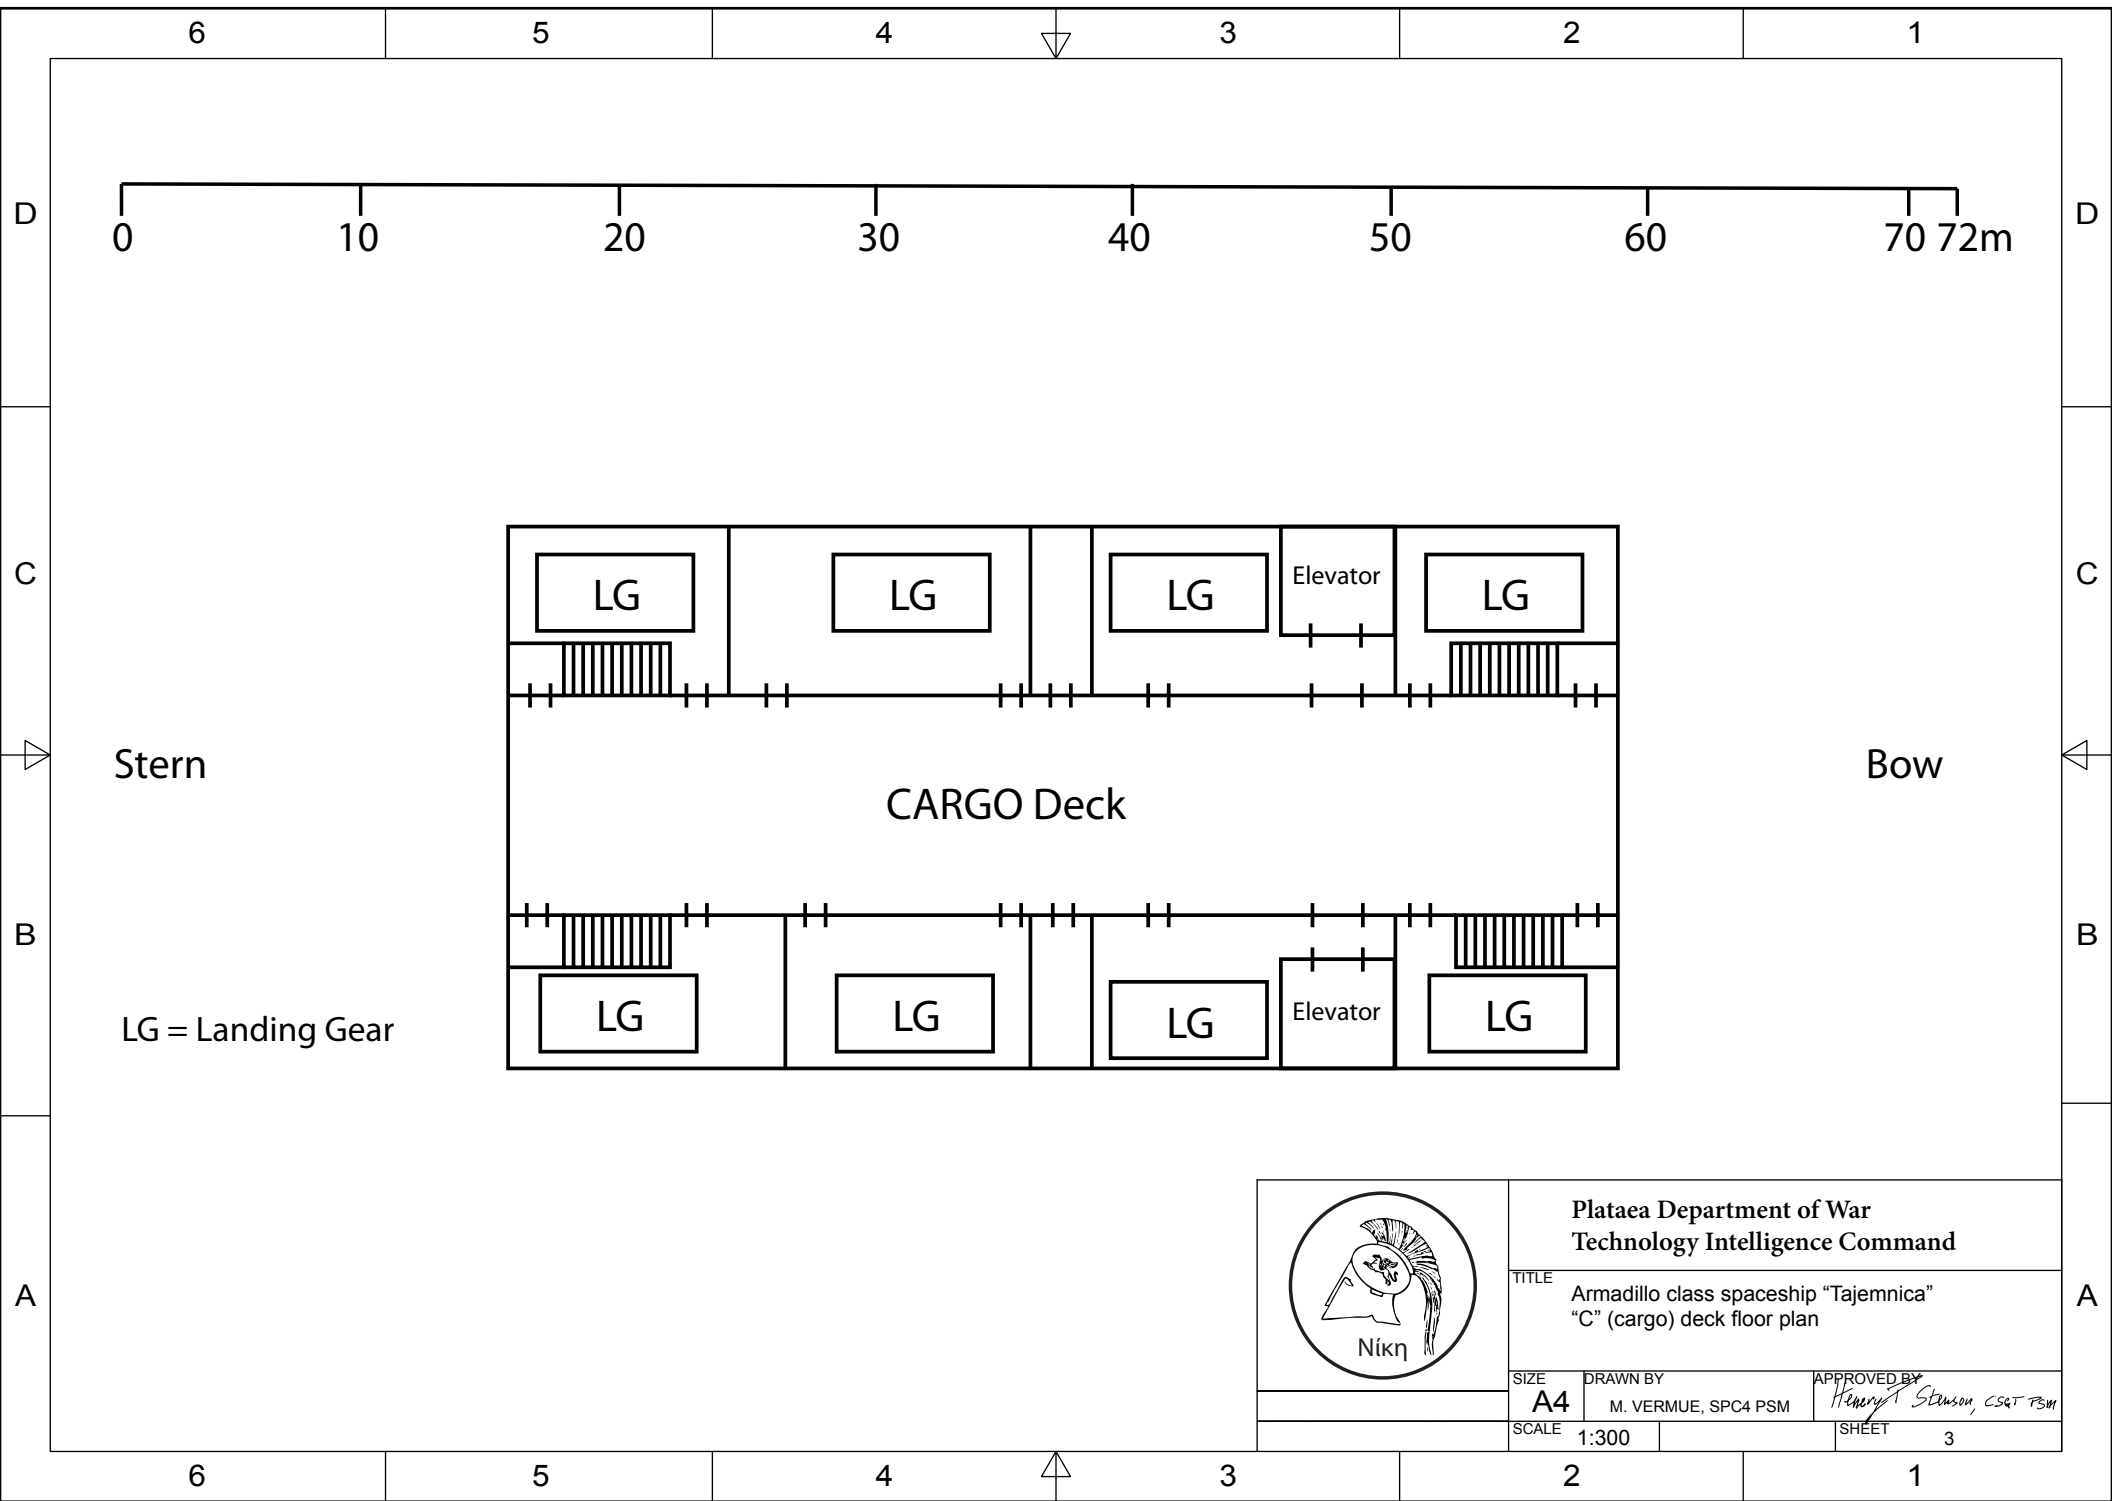 6 5 4 3 2 1
D D
0 10 20 30 40 50 60 70 72m
C C
LG LG LG Elevator LG
Stern CARGO Deck Bow
B B
LG LG LG Elevator LG
LG = Landing Gear
Plataea Department of War
Technology Intelligence Command
TITLE
Armadillo class spaceship “Tajemnica”
“C” (cargo) deck floor plan
A A
Νίκη
SIZE DRAWN BY APPROVED BY
A4 M. VERMUE, SPC4 PSM Henery T Stenson, CSGT PSM
SCALE 1:300 SHEET 3
6 5 4 3 2 1